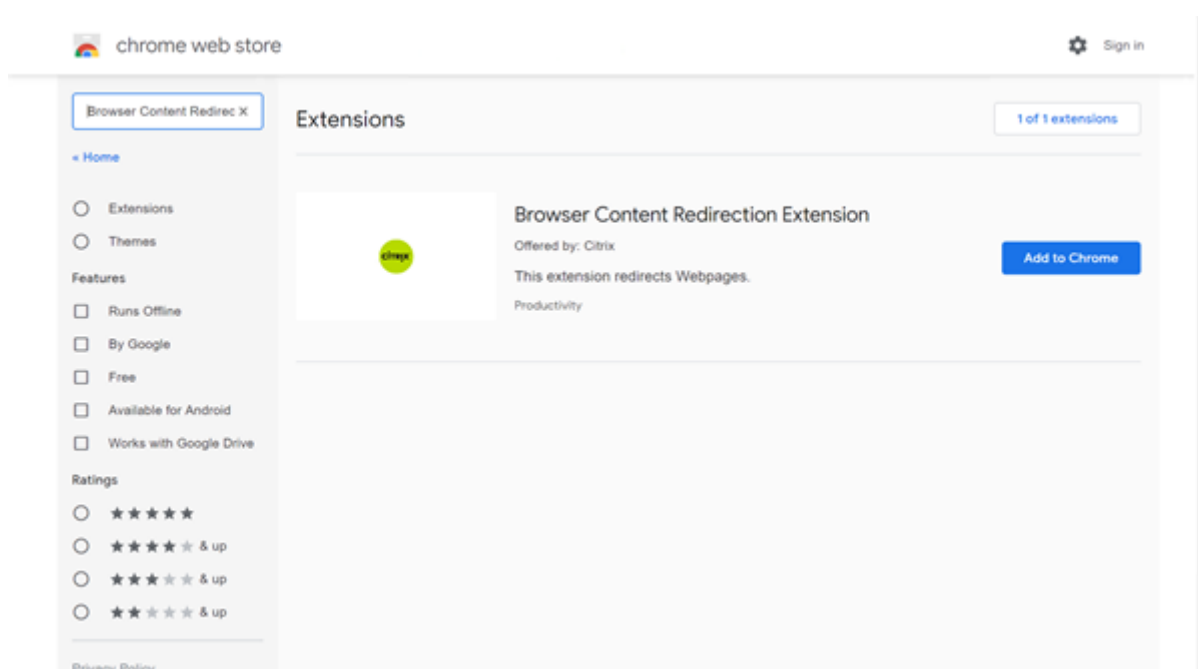 chrome web store
Sign in
Browser Content Redirec
« Home
Extensions
Themes
Features
Runs Offline
By Google
Free
Available for Android
Works with Google Drive
Ratings
& up
& up
& up
Privacy Policy
Extensions
1 of 1 extensions
citrix
Browser Content Redirection Extension
Offered by: Citrix
This extension redirects Webpages.
Productivity
Add to Chrome